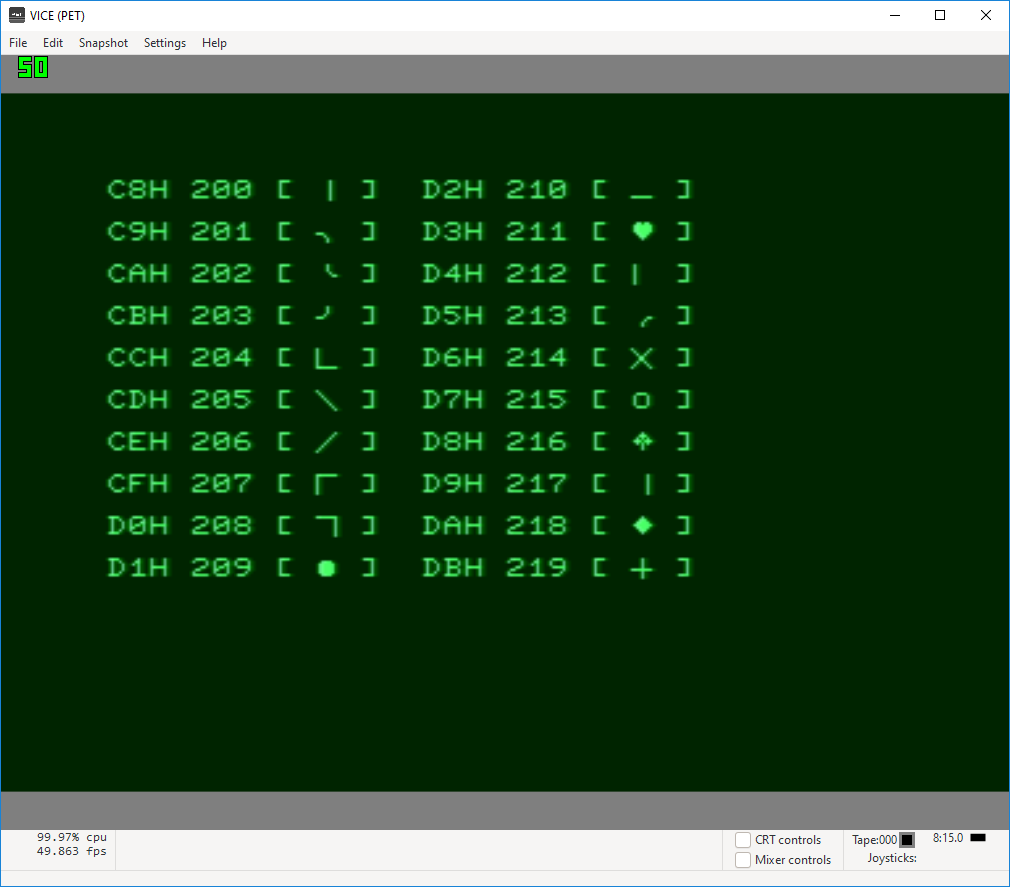 VICE (PET)
File Edit Snapshot Settings Help
50
C8H 200 [ | ] D2H 210 [ _ ]
C9H 201 [ ╮ ] D3H 211 [ ♥ ]
CAH 202 [ ╰ ] D4H 212 [ | ]
CBH 203 [ ╯ ] D5H 213 [ ╭ ]
CCH 204 [ └ ] D6H 214 [ ╳ ]
CDH 205 [ ╲ ] D7H 215 [ ○ ]
CEH 206 [ ╱ ] D8H 216 [ ♣ ]
CFH 207 [ ┌ ] D9H 217 [ | ]
D0H 208 [ ┐ ] DAH 218 [ ♦ ]
D1H 209 [ ● ] DBH 219 [ + ]
99.97% cpu
49.863 fps
CRT controls
Mixer controls
Tape:000
8:15.0
Joysticks: